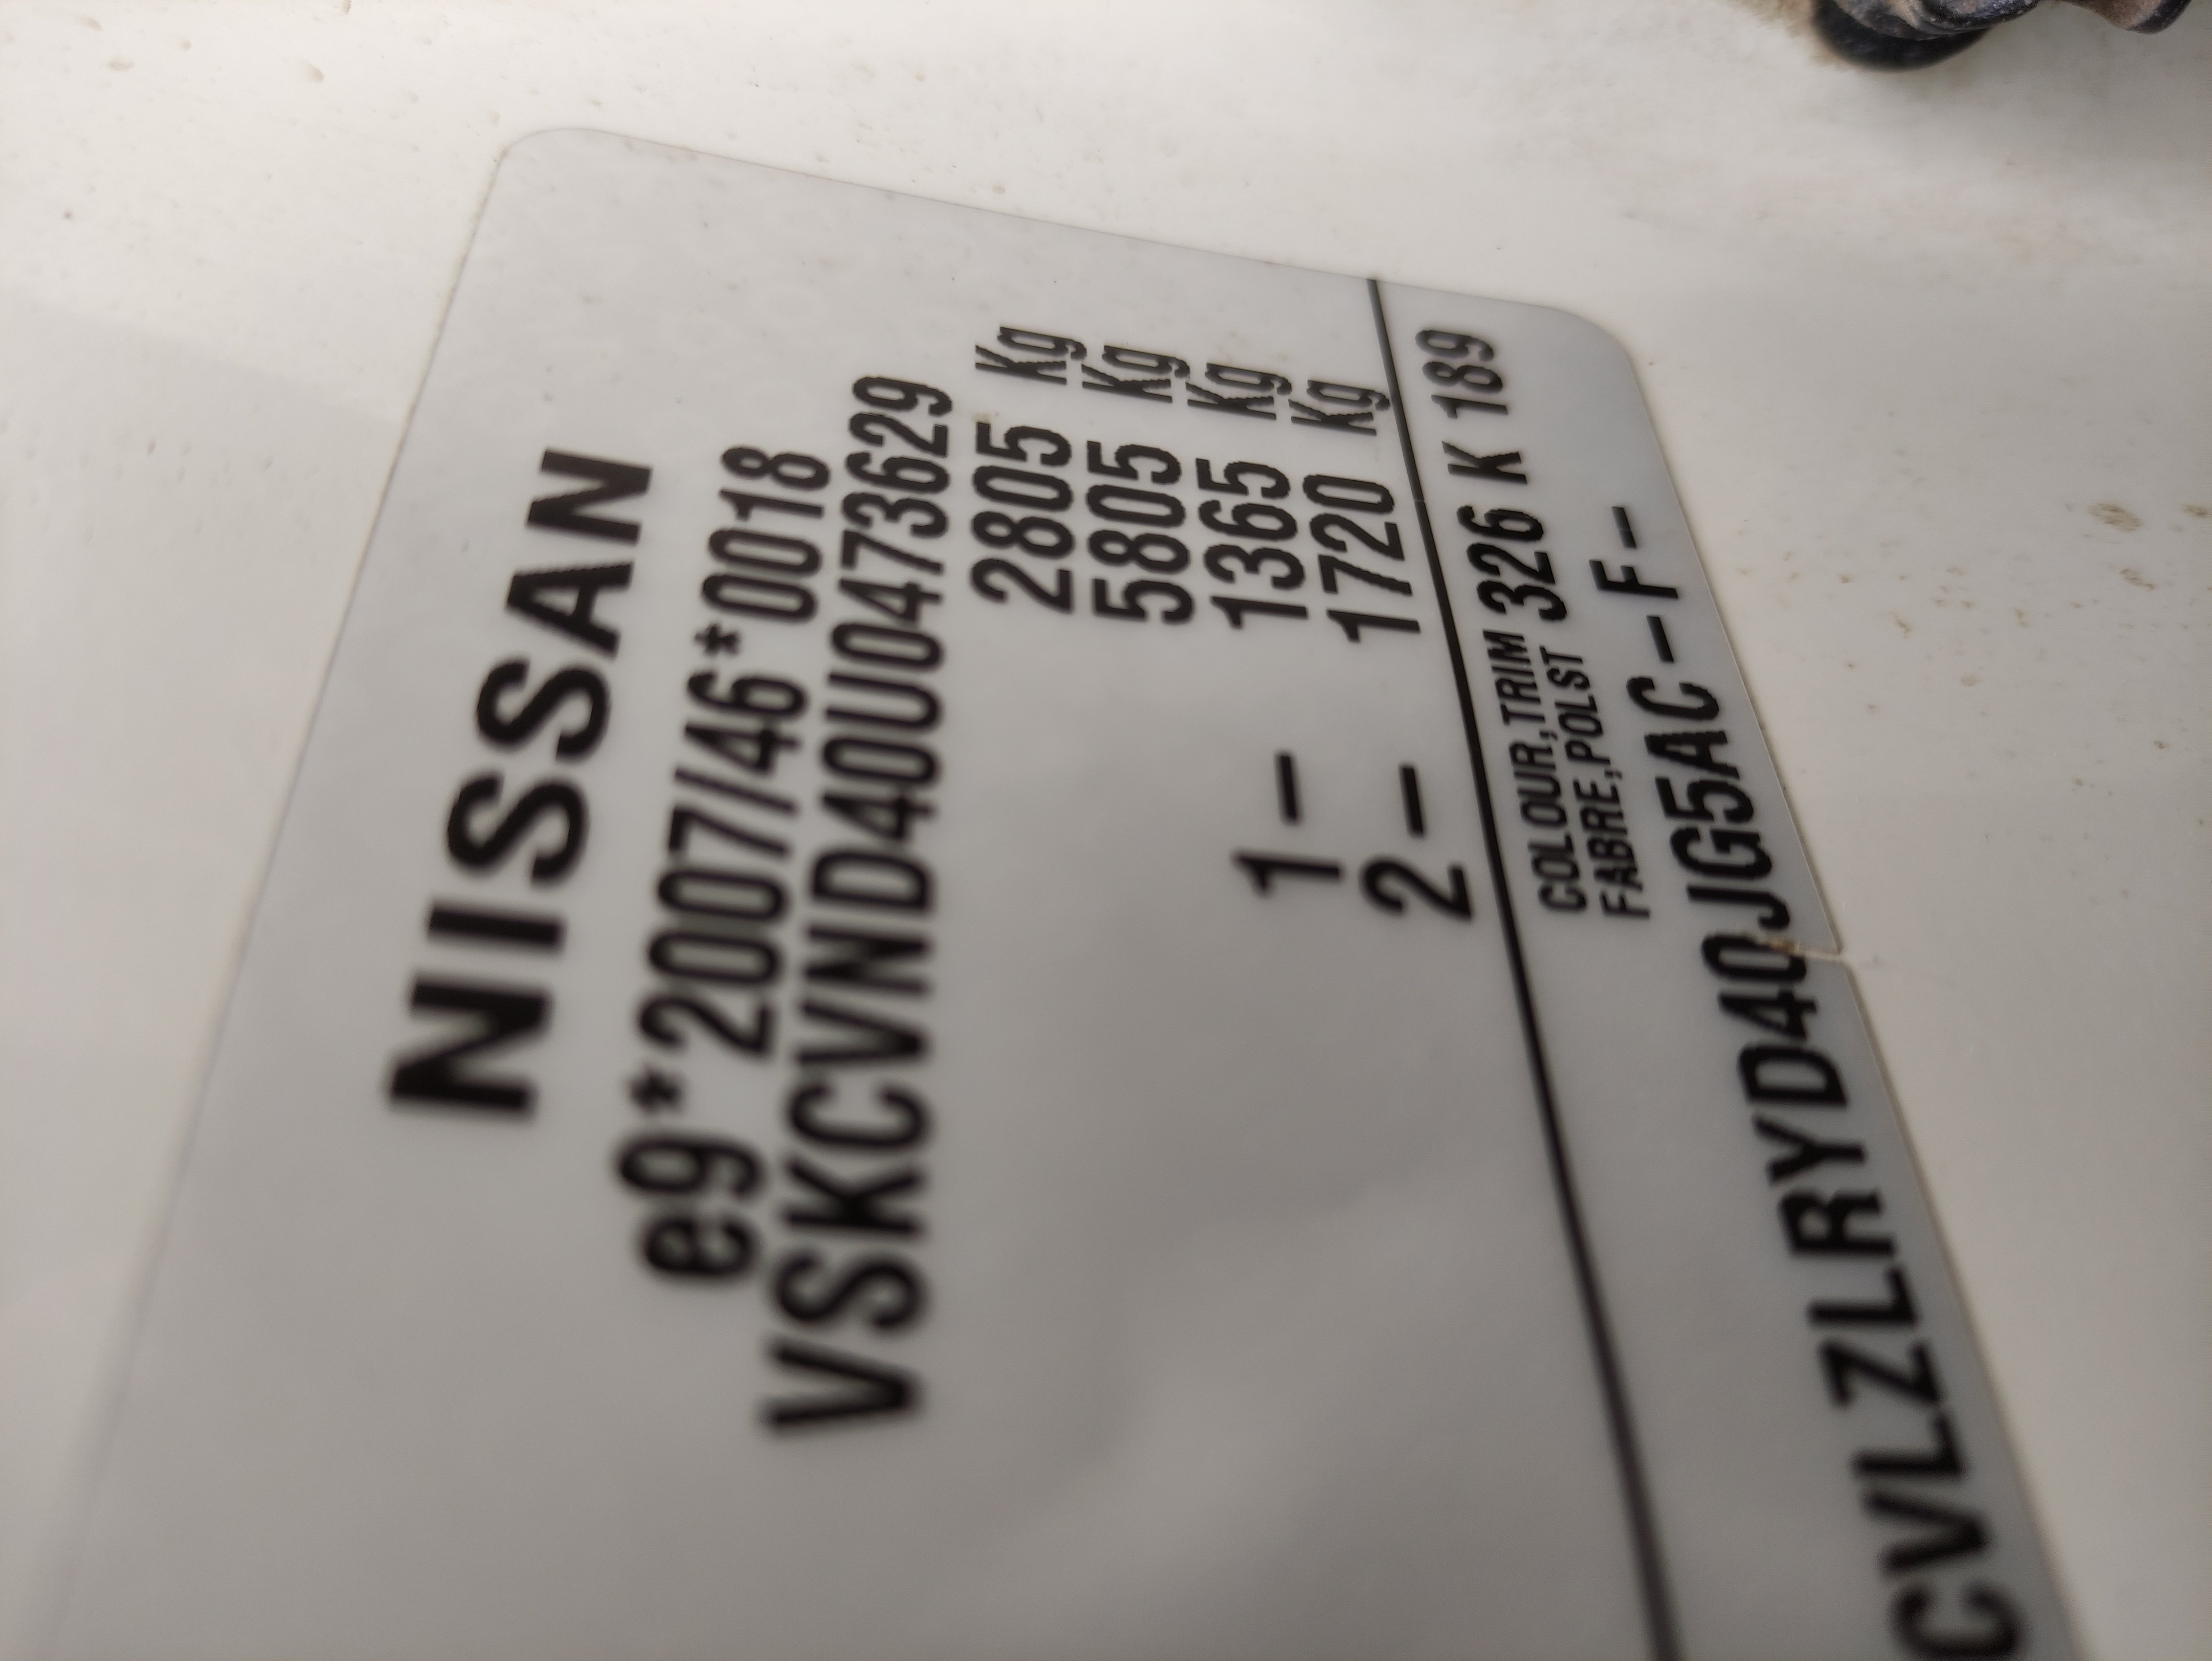 NISSAN
e9*2007/46*0018
VSKCVND40U0473629
2805 Kg
5805 Kg
1- 1365 Kg
2- 1720 Kg
COLOUR,TRIM 326 K 189
FABRE,POLST
-F-
CVLZLRYD40JG5AC-